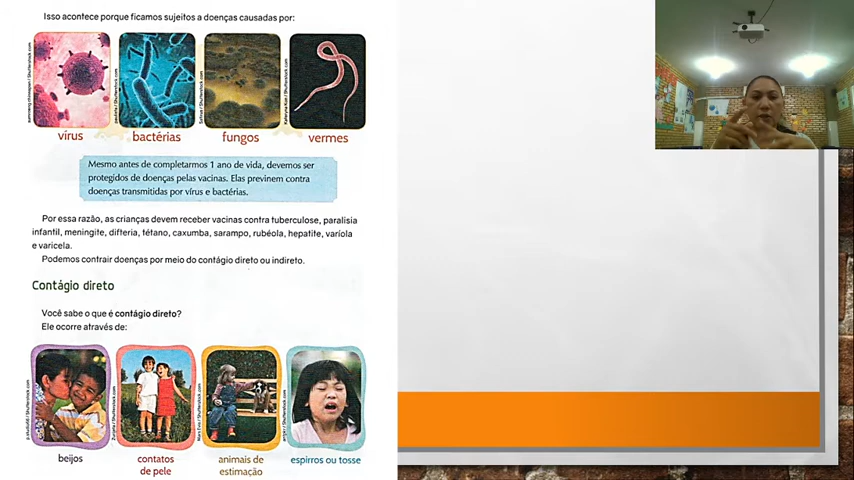 Isso acontece porque ficamos sujeitos a doenças causadas por:
vírus
bactérias
fungos
vermes
Mesmo antes de completarmos 1 ano de vida, devemos ser
protegidos de doenças pelas vacinas. Elas previnem contra
doenças transmitidas por vírus e bactérias.
Por essa razão, as crianças devem receber vacinas contra tuberculose, paralisia
infantil, meningite, difteria, tétano, caxumba, sarampo, rubéola, hepatite, varíola
e varicela.
Podemos contrair doenças por meio do contágio direto ou indireto.
Contágio direto
Você sabe o que é contágio direto?
Ele ocorre através de:
beijos
contatos
de pele
animais de
estimação
espirros ou tosse